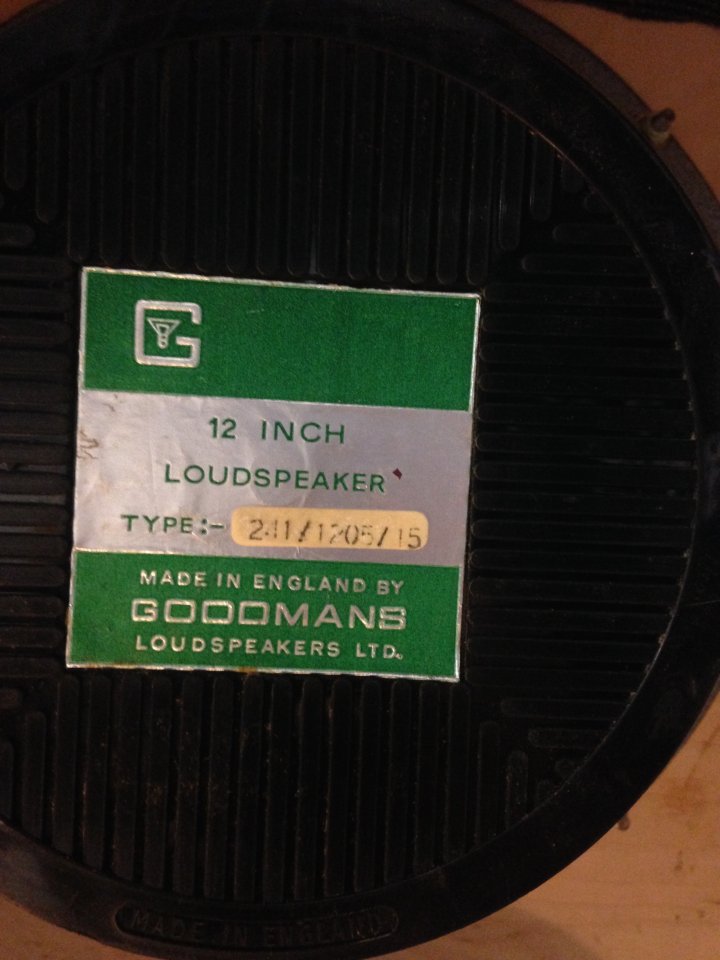 G
12 INCH
LOUDSPEAKER
TYPE:- 241/1205/15
MADE IN ENGLAND BY
GOODMANS
LOUDSPEAKERS LTD.
MADE IN ENGLAND